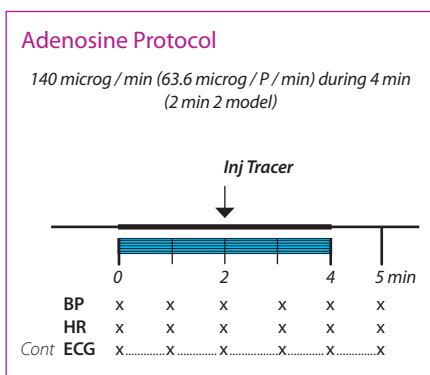 Adenosine Protocol
140 microg / min (63.6 microg / P / min) during 4 min
(2 min 2 model)
Inj Tracer
0 2 4 5 min
BP x x x x x x
HR x x x x x x
Cont ECG x.............x.............x.............x.............x.............x